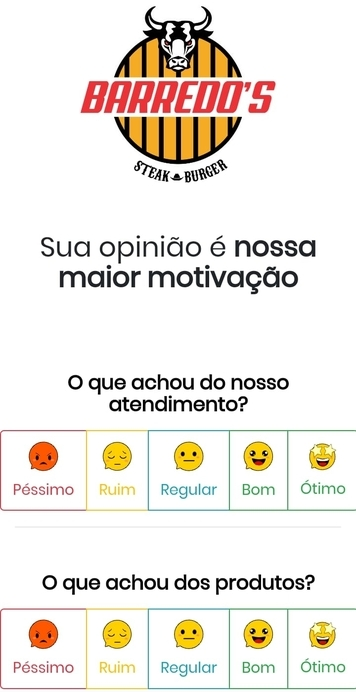 BARREDO'S
STEAK BURGER
Sua opinião é nossa
maior motivação
O que achou do nosso
atendimento?
Péssimo Ruim Regular Bom Ótimo
O que achou dos produtos?
Péssimo Ruim Regular Bom Ótimo